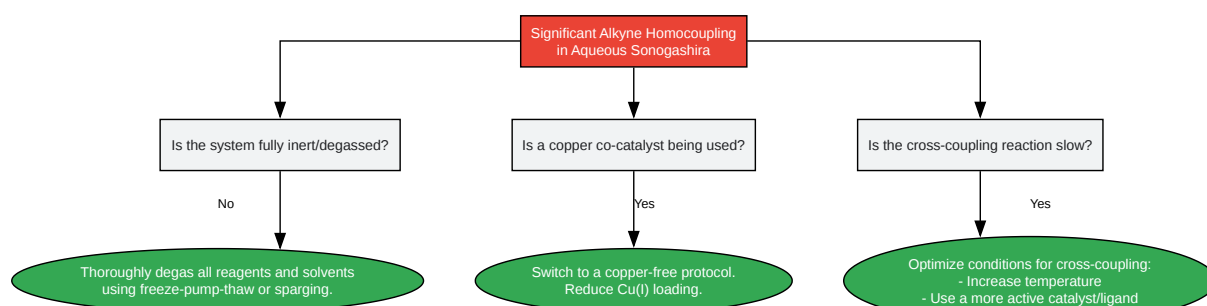 Significant Alkyne Homocoupling
in Aqueous Sonogashira
Is the system fully inert/degassed?
Is a copper co-catalyst being used?
Is the cross-coupling reaction slow?
No
Yes
Yes
Thoroughly degas all reagents and solvents
using freeze-pump-thaw or sparging.
Switch to a copper-free protocol.
Reduce Cu(I) loading.
Optimize conditions for cross-coupling:
- Increase temperature
- Use a more active catalyst/ligand